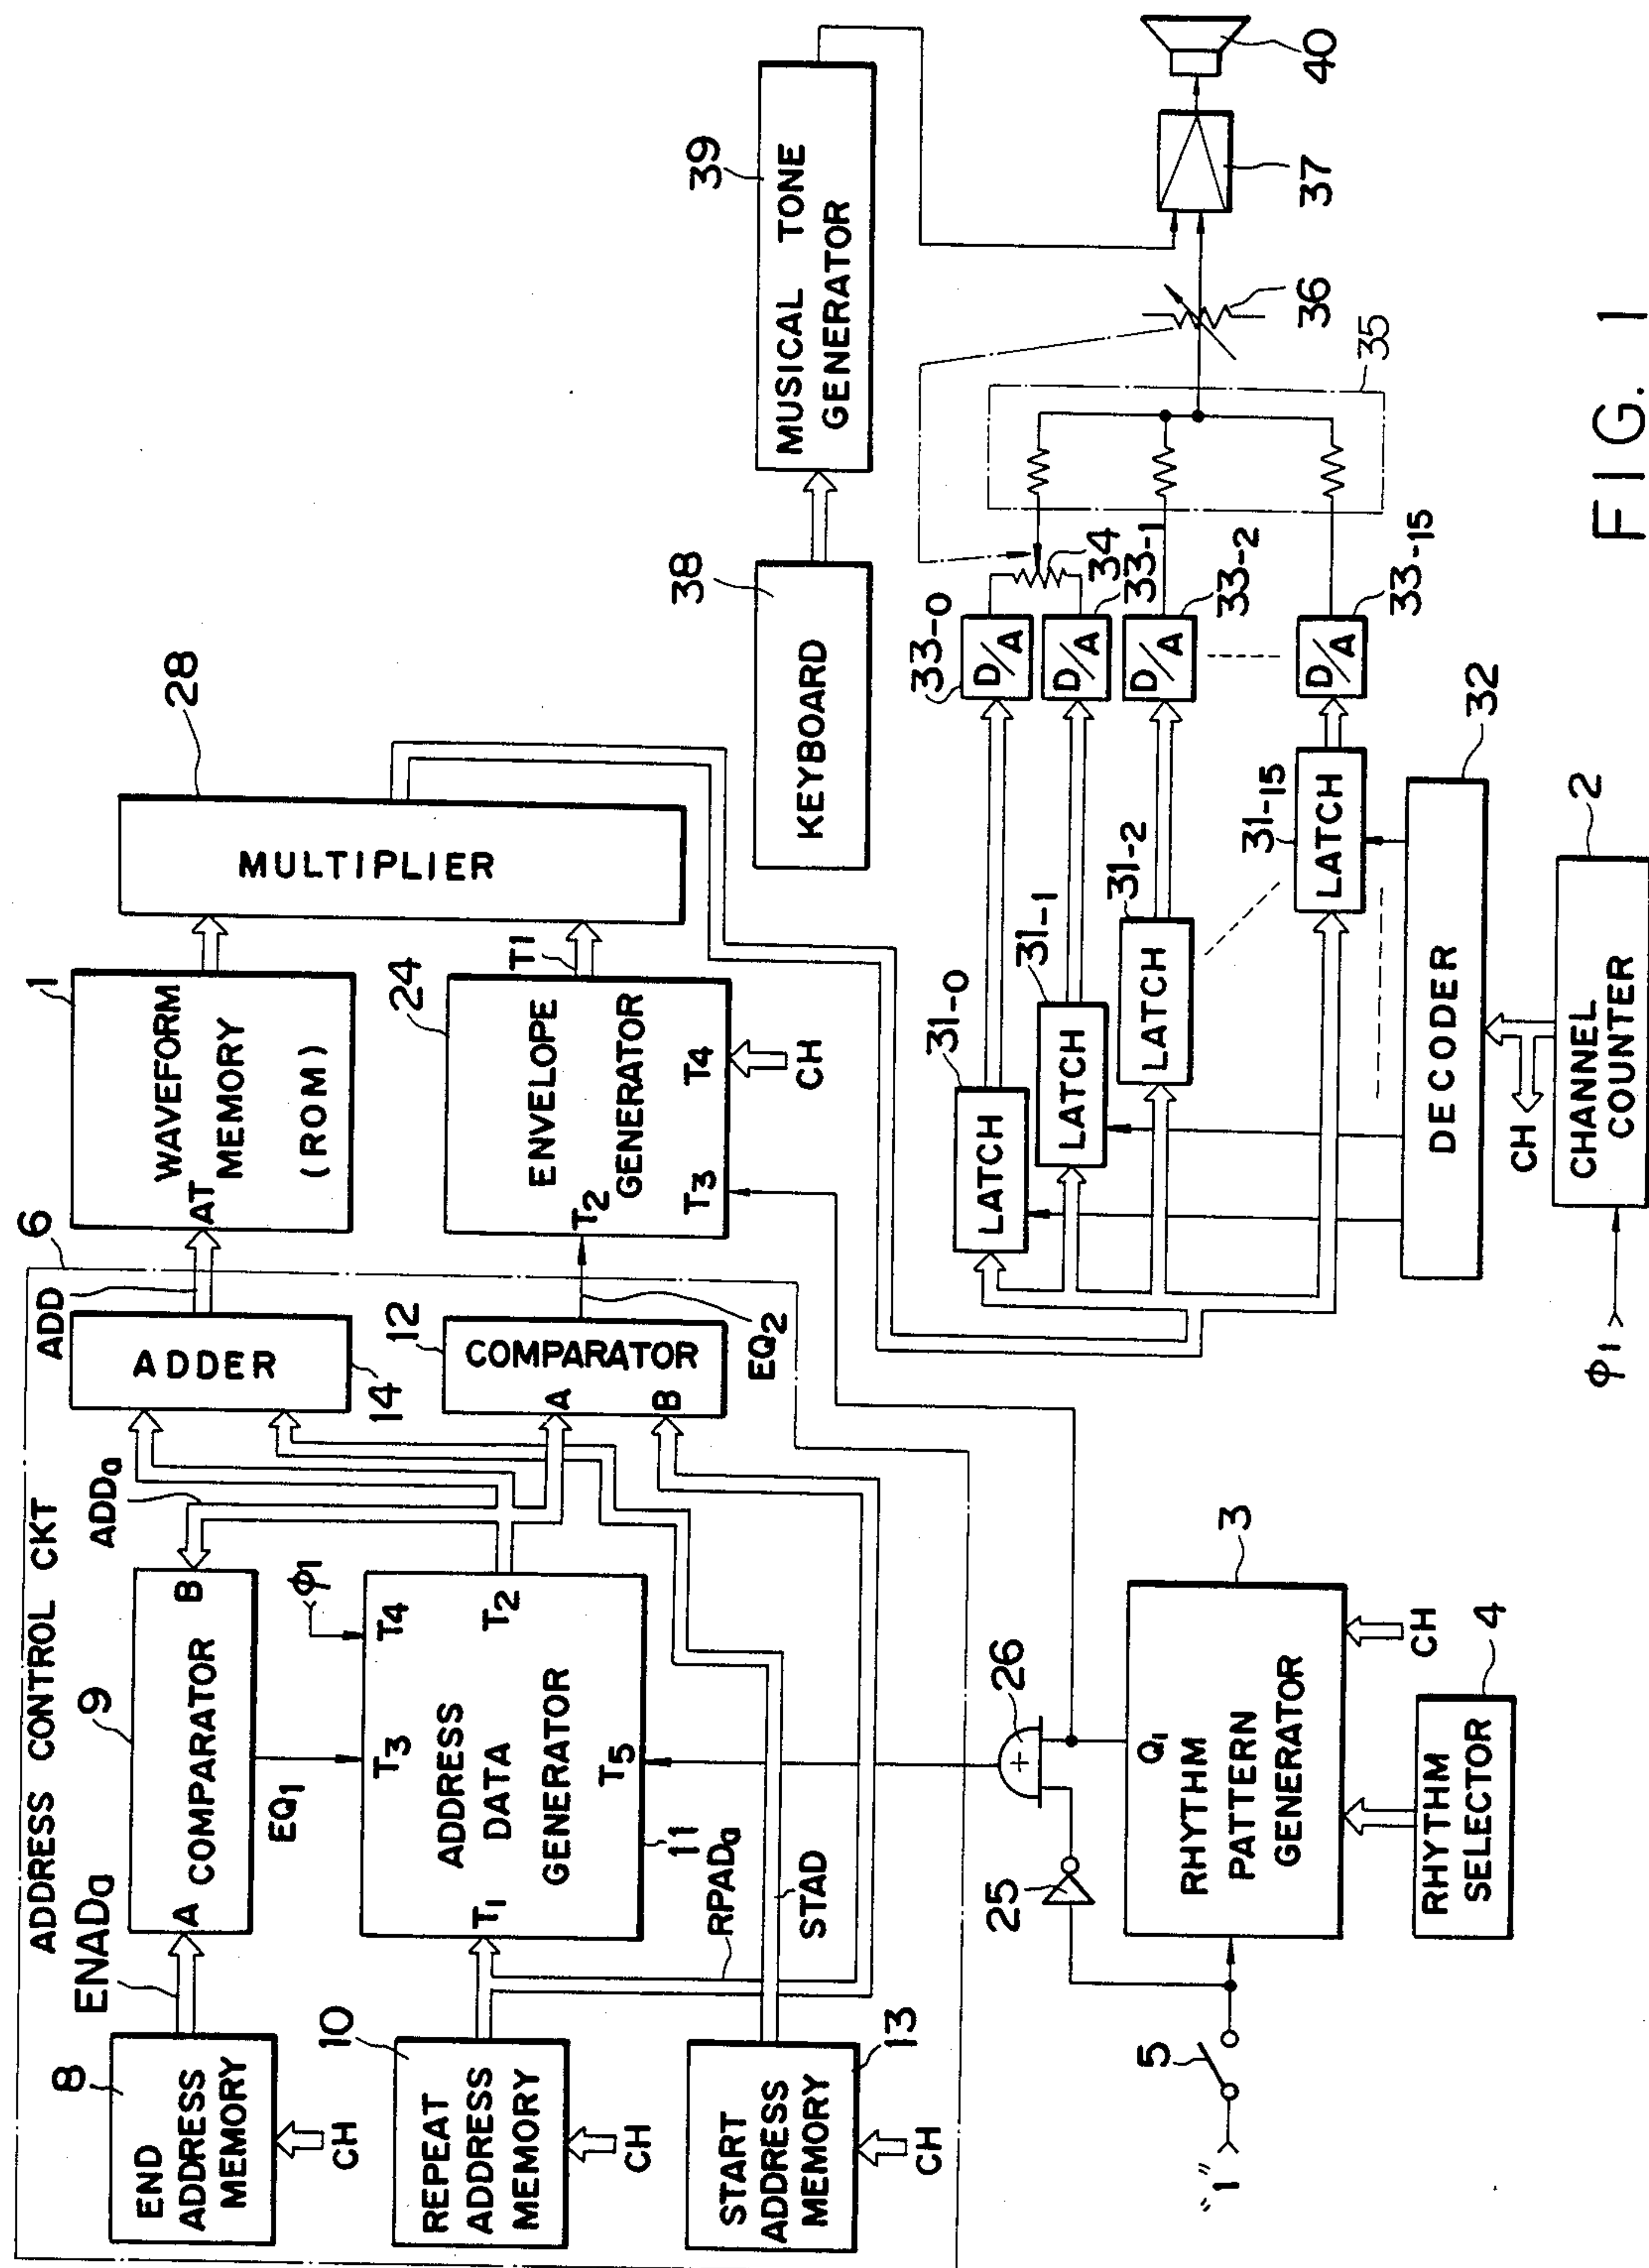 ADDRESS CONTROL CKT
6
8
END
ADDRESS
MEMORY
CH
ENADa
9
A
COMPARATOR
B
EQ1
ADDa
ADD
ADDER
14
1
WAVEFORM
MEMORY
(ROM)
AT
28
MULTIPLIER
10
REPEAT
ADDRESS
MEMORY
CH
φ1
T1
T2
T3
T4
T5
ADDRESS
DATA
GENERATOR
11
RPADa
12
COMPARATOR
A
B
EQ2
24
ENVELOPE
GENERATOR
T1
T2
T3
T4
CH
START
ADDRESS
MEMORY
13
CH
STAD
38
KEYBOARD
39
MUSICAL TONE
GENERATOR
"1"
5
25
26
Q1
RHYTHM
PATTERN
GENERATOR
3
CH
RHYTHM
SELECTOR
4
31-0
LATCH
31-1
LATCH
31-2
LATCH
31-15
LATCH
33-0
D/A
33-1
D/A
33-2
D/A
33-15
D/A
34
35
36
37
40
DECODER
32
CH
φ1
CHANNEL
COUNTER
2
FIG. 1